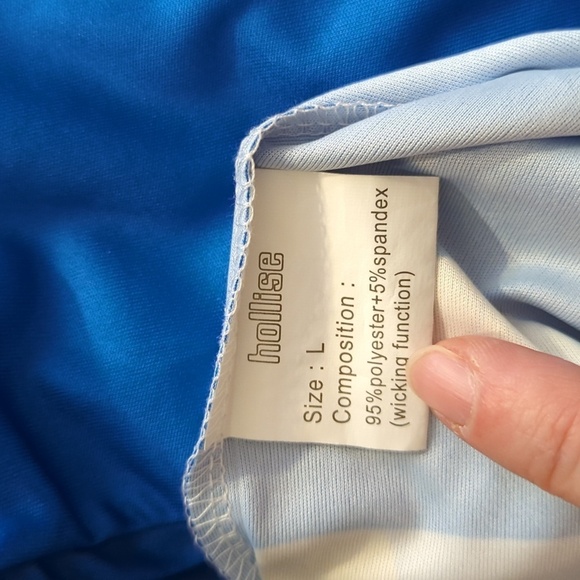 hollise
Size : L
Composition :
95%polyester+5%spandex
(wicking function)